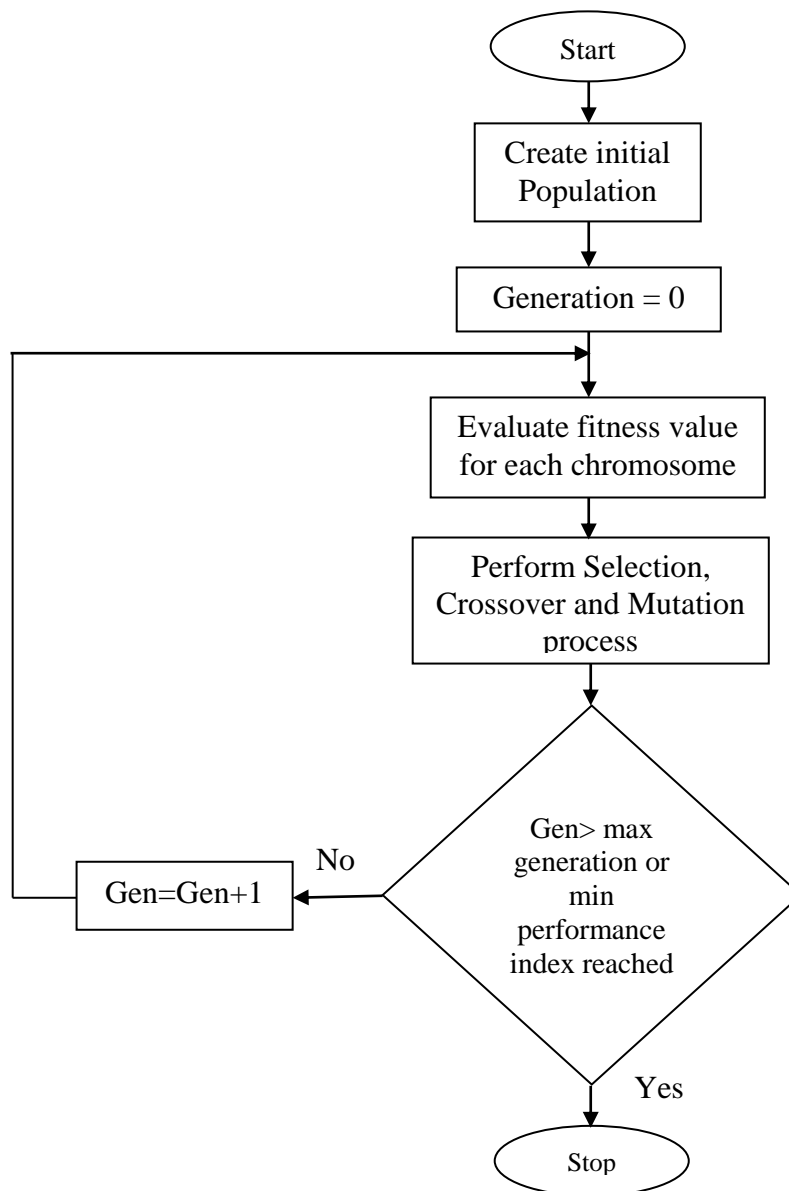 Start
Create initial
Population
Generation = 0
Evaluate fitness value
for each chromosome
Perform Selection,
Crossover and Mutation
process
Gen> max
generation or
min
performance
index reached
No
Gen=Gen+1
Yes
Stop